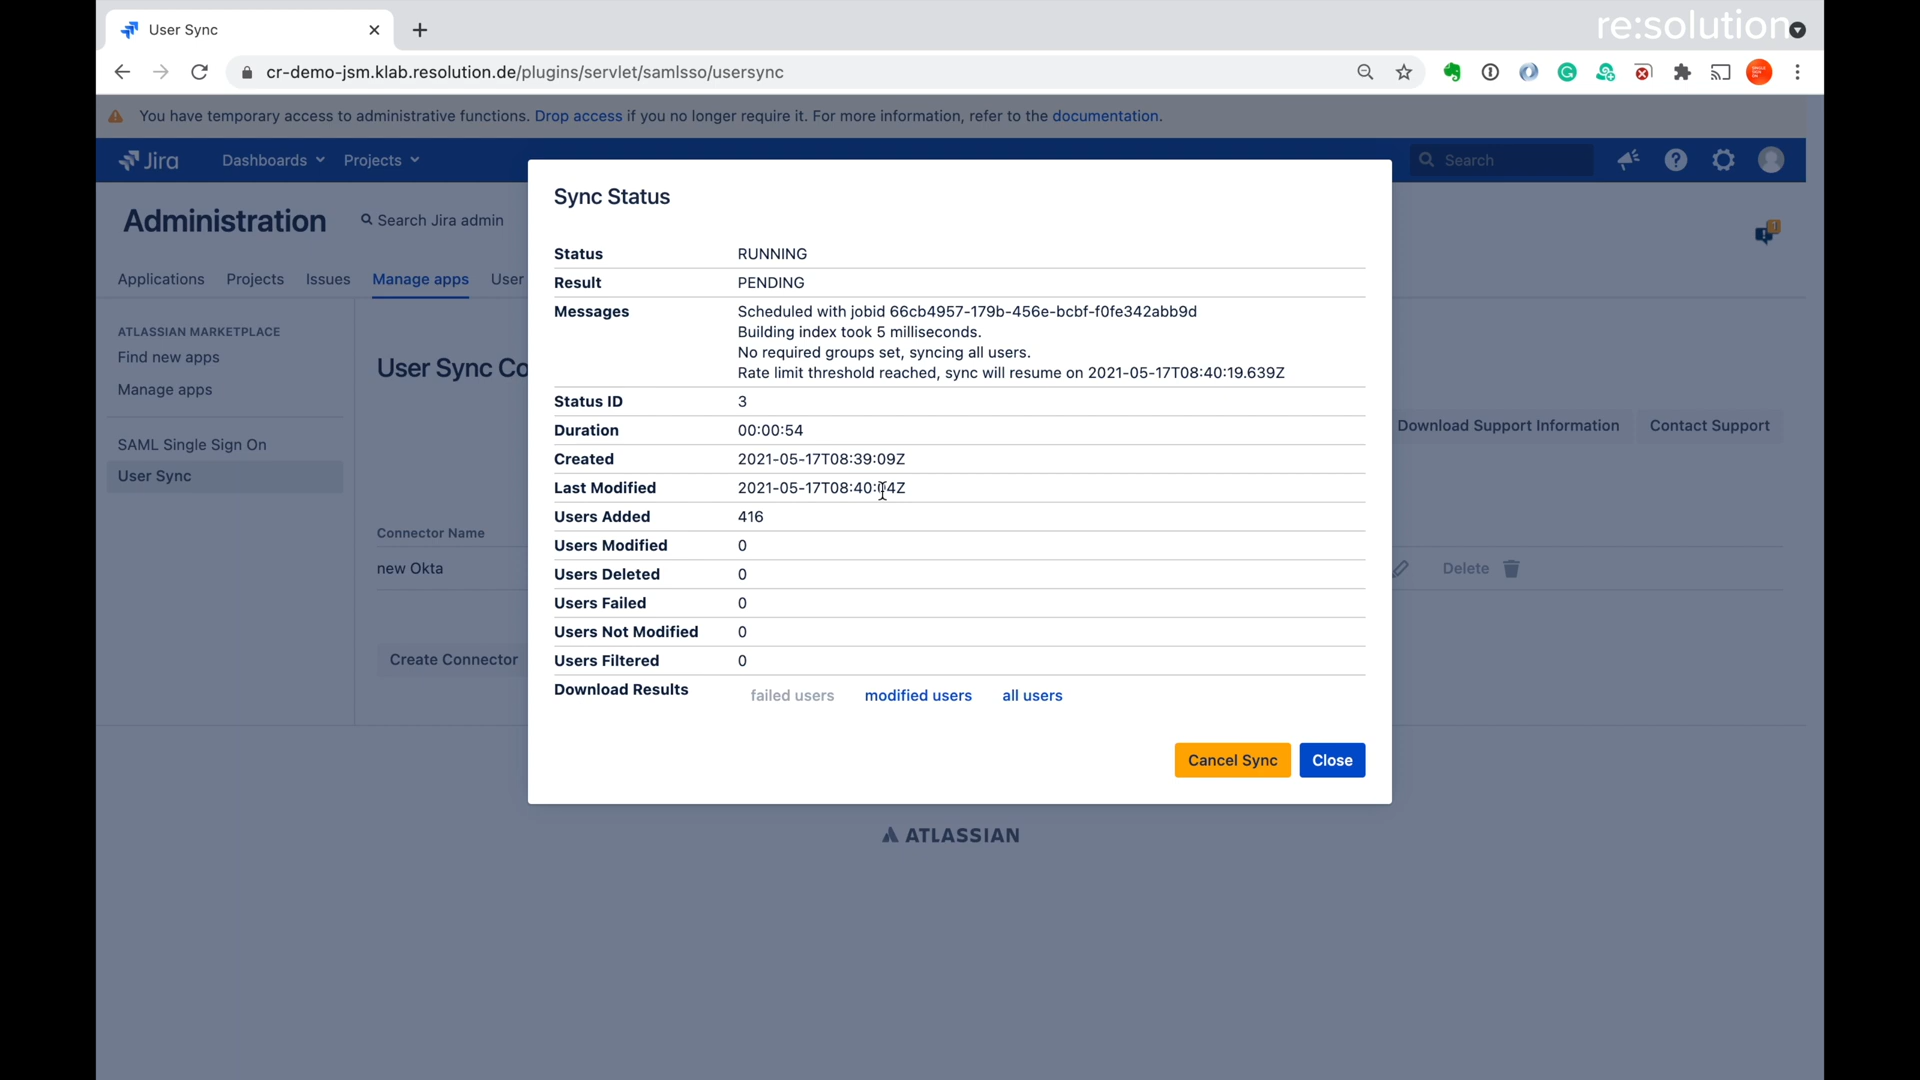 User Sync
re:solution
cr-demo-jsm.klab.resolution.de/plugins/servlet/samlsso/usersync
You have temporary access to administrative functions. Drop access if you no longer require it. For more information, refer to the documentation.
Jira
Dashboards
Projects
Search
Administration
Search Jira admin
Applications
Projects
Issues
Manage apps
User
ATLASSIAN MARKETPLACE
Find new apps
Manage apps
SAML Single Sign On
User Sync
User Sync Co
Download Support Information
Contact Support
Connector Name
new Okta
Delete
Create Connector
Sync Status
Status RUNNING
Result PENDING
Messages Scheduled with jobid 66cb4957-179b-456e-bcbf-f0fe342abb9d
Building index took 5 milliseconds.
No required groups set, syncing all users.
Rate limit threshold reached, sync will resume on 2021-05-17T08:40:19.639Z
Status ID 3
Duration 00:00:54
Created 2021-05-17T08:39:09Z
Last Modified 2021-05-17T08:40:04Z
Users Added 416
Users Modified 0
Users Deleted 0
Users Failed 0
Users Not Modified 0
Users Filtered 0
Download Results failed users modified users all users
Cancel Sync
Close
ATLASSIAN